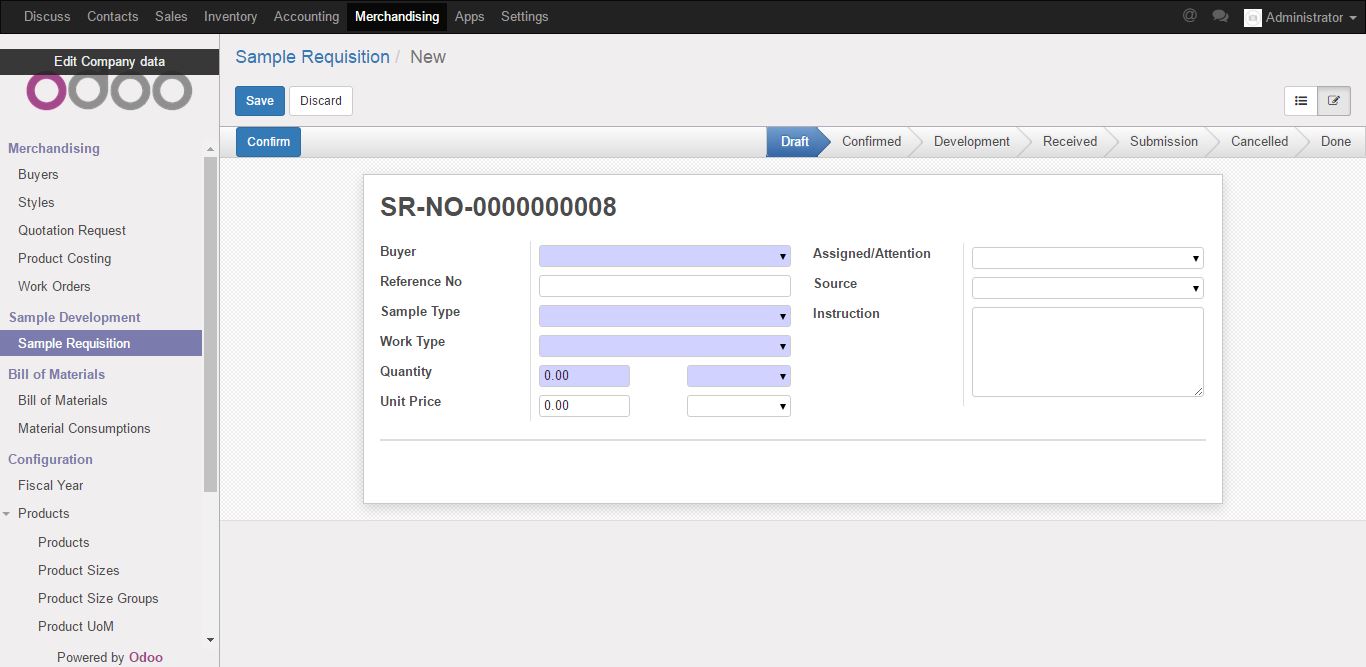 Discuss Contacts Sales Inventory Accounting Merchandising Apps Settings @ Administrator
Edit Company data
odoo
Merchandising
Buyers
Styles
Quotation Request
Product Costing
Work Orders
Sample Development
Sample Requisition
Bill of Materials
Bill of Materials
Material Consumptions
Configuration
Fiscal Year
Products
Products
Product Sizes
Product Size Groups
Product UoM
Powered by Odoo
Sample Requisition / New
Save Discard
Confirm Draft Confirmed Development Received Submission Cancelled Done
SR-NO-0000000008
Buyer
Reference No
Sample Type
Work Type
Quantity 0.00
Unit Price 0.00
Assigned/Attention
Source
Instruction